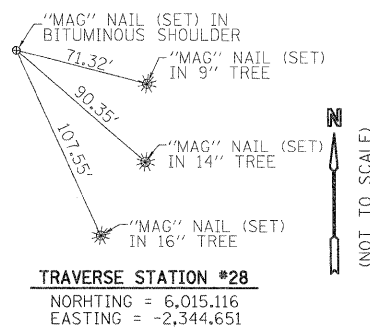 "MAG" NAIL (SET) IN
BITUMINOUS SHOULDER
71.32'
"MAG" NAIL (SET)
IN 9" TREE
90.35'
107.55'
"MAG" NAIL (SET)
IN 14" TREE
"MAG" NAIL (SET)
IN 16" TREE
N
(NOT TO SCALE)
TRAVERSE STATION #28
NORHTING = 6,015.116
EASTING = -2,344.651